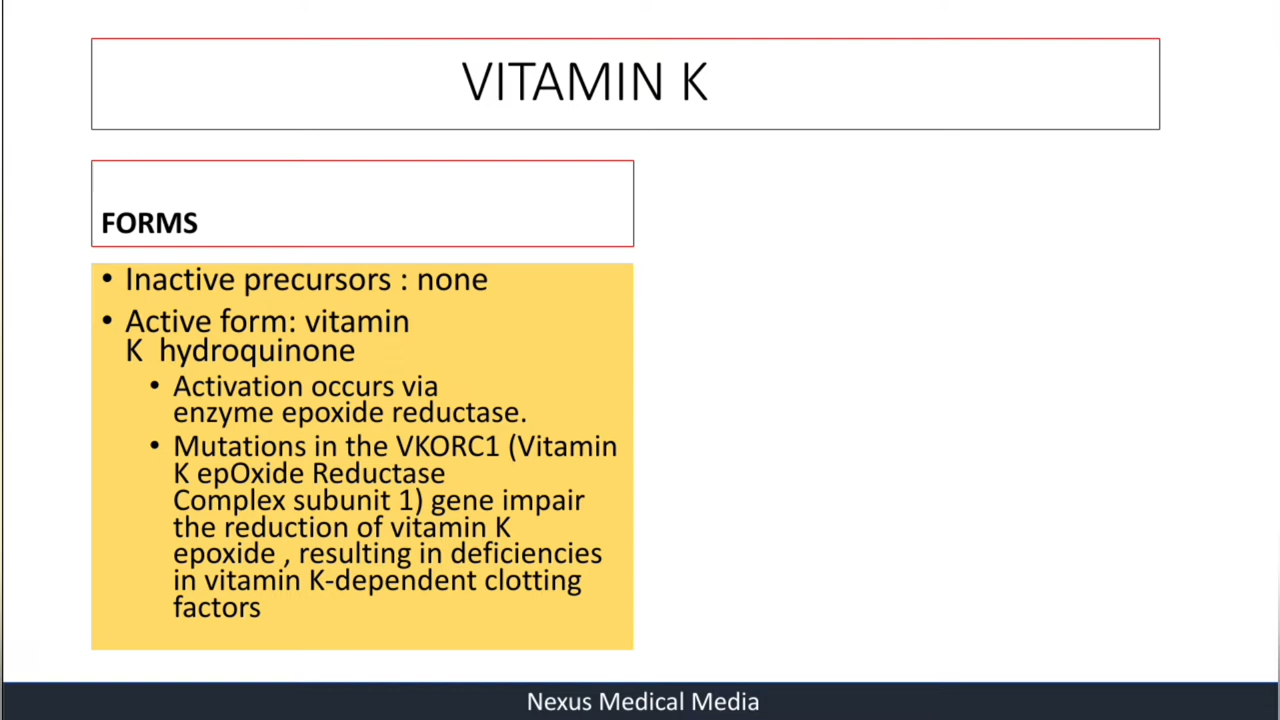 VITAMIN K
FORMS
• Inactive precursors : none
• Active form: vitamin
K hydroquinone
• Activation occurs via
enzyme epoxide reductase.
• Mutations in the VKORC1 (Vitamin
K epOxide Reductase
Complex subunit 1) gene impair
the reduction of vitamin K
epoxide , resulting in deficiencies
in vitamin K-dependent clotting
factors
Nexus Medical Media